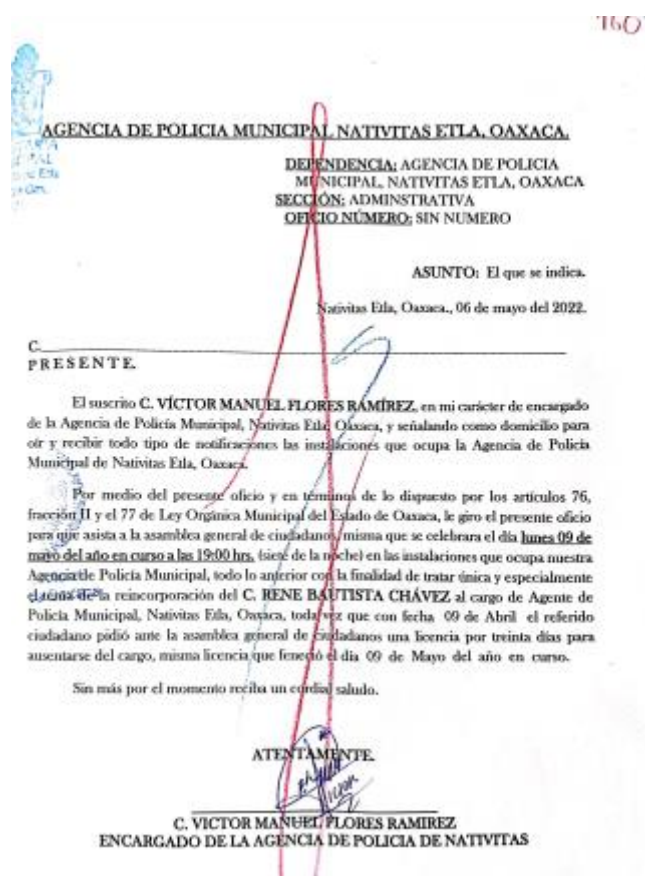 160
AGENCIA DE POLICIA MUNICIPAL NATIVITAS ETLA, OAXACA.
DEPENDENCIA: AGENCIA DE POLICIA
MUNICIPAL, NATIVITAS ETLA, OAXACA
SECCIÓN: ADMINSTRATIVA
OFICIO NÚMERO: SIN NUMERO
ASUNTO: El que se indica.
Nativitas Etla, Oaxaca., 06 de mayo del 2022.
C.
PRESENTE.
El suscrito C. VÍCTOR MANUEL FLORES RAMÍREZ, en mi carácter de encargado
de la Agencia de Policía Municipal, Nativitas Etla, Oaxaca, y señalando como domicilio para
oír y recibir todo tipo de notificaciones las instalaciones que ocupa la Agencia de Policía
Municipal de Nativitas Etla, Oaxaca.
Por medio del presente oficio y en términos de lo dispuesto por los artículos 76,
fracción II y el 77 de Ley Orgánica Municipal del Estado de Oaxaca, le giro el presente oficio
para que asista a la asamblea general de ciudadanos, misma que se celebrara el día lunes 09 de
mayo del año en curso a las 19:00 hrs. (siete de la noche) en las instalaciones que ocupa nuestra
Agencia de Policía Municipal, todo lo anterior con la finalidad de tratar única y especialmente
el tema de la reincorporación del C. RENE BAUTISTA CHÁVEZ al cargo de Agente de
Policía Municipal, Nativitas Etla, Oaxaca, toda vez que con fecha 09 de Abril el referido
ciudadano pidió ante la asamblea general de ciudadanos una licencia por treinta días para
ausentarse del cargo, misma licencia que feneció el día 09 de Mayo del año en curso.
Sin más por el momento reciba un cordial saludo.
ATENTAMENTE.
C. VICTOR MANUEL FLORES RAMIREZ
ENCARGADO DE LA AGENCIA DE POLICIA DE NATIVITAS